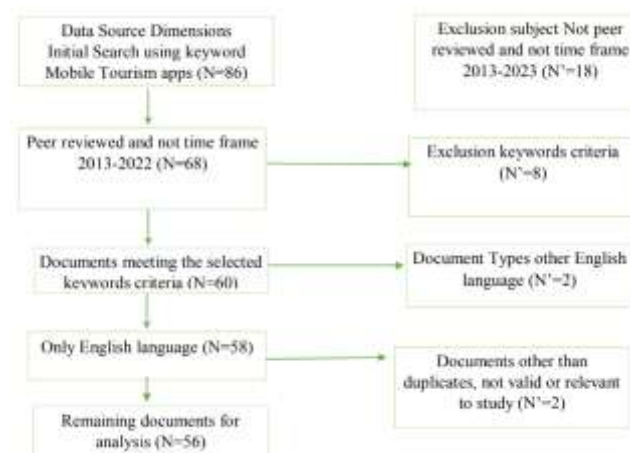 Data Source Dimensions
Initial Search using keyword
Mobile Tourism apps (N=86)
Exclusion subject Not peer
reviewed and not time frame
2013-2023 (N'=18)
Peer reviewed and not time frame
2013-2022 (N=68)
Exclusion keywords criteria
(N'=8)
Documents meeting the selected
keywords criteria (N=60)
Document Types other English
language (N'=2)
Only English language (N=58)
Documents other than
duplicates, not valid or relevant
to study (N'=2)
Remaining documents for
analysis (N=56)